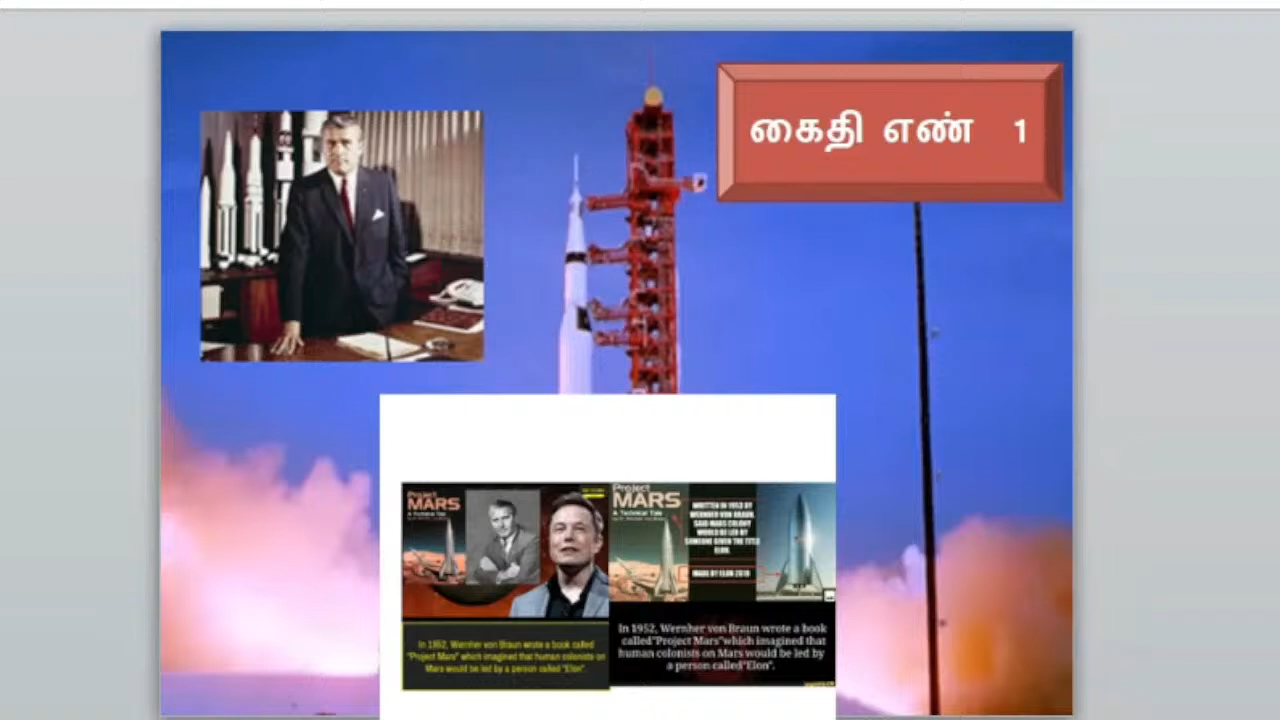 கைதி எண் 1
Project
MARS
A Technical Tale
In 1952, Wernher von Braun wrote a book called
"Project Mars" which imagined that human colonists on
Mars would be led by a person called "Elon".
Project
MARS
A Technical Tale
WRITTEN IN 1953 BY
WERNHER VON BRAUN,
SAID MARS COLONY
WOULD BE LED BY
SOMEONE GIVEN THE TITLE
ELON.
MADE BY ELON 2019
In 1952, Wernher von Braun wrote a book
called"Project Mars"which imagined that
human colonists on Mars would be led by
a person called"Elon".